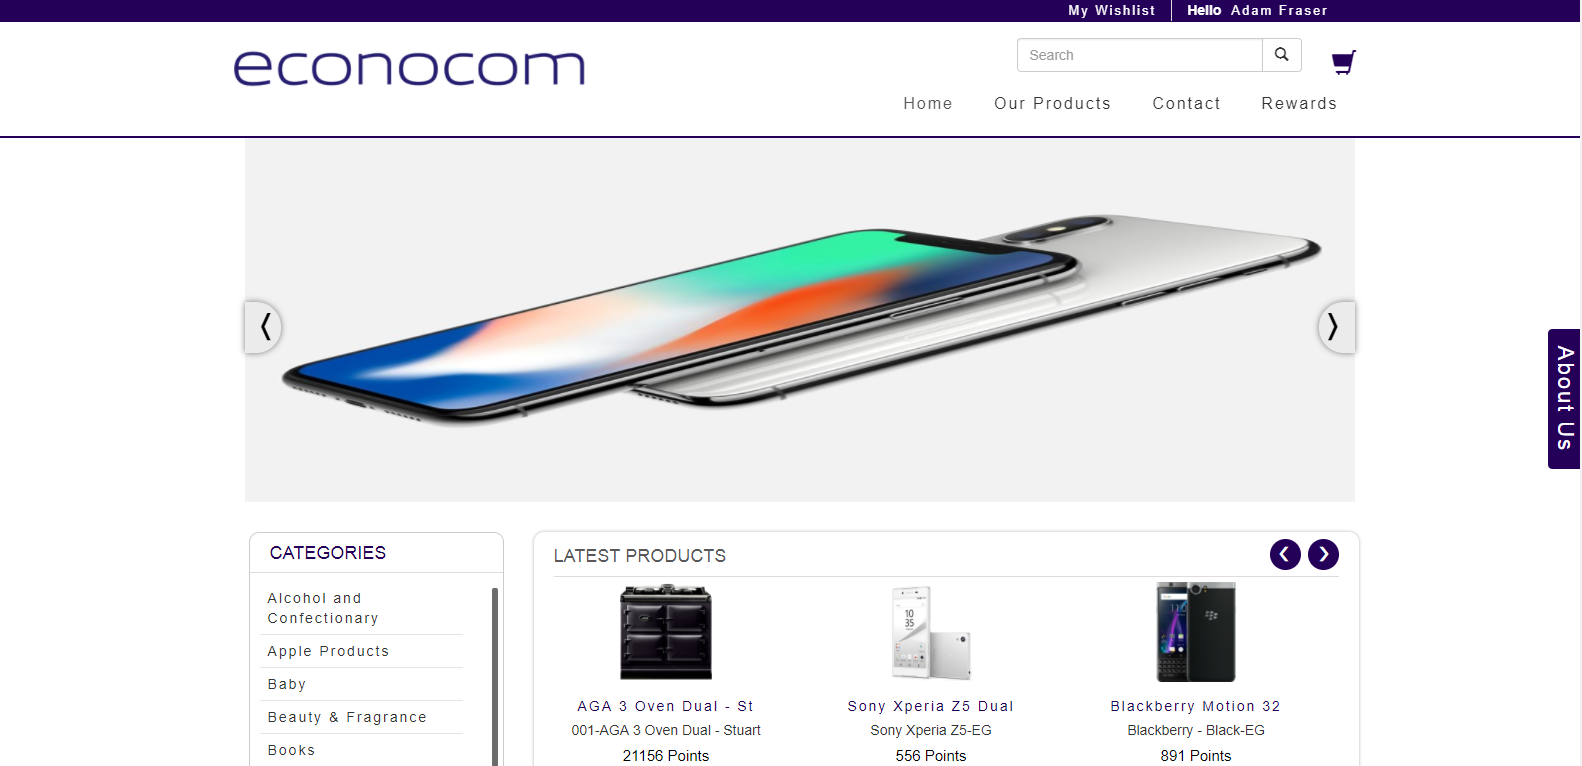 My Wishlist
Hello Adam Fraser
econocom
Search
Home
Our Products
Contact
Rewards
About Us
CATEGORIES
Alcohol and
Confectionary
Apple Products
Baby
Beauty & Fragrance
Books
LATEST PRODUCTS
10
35
AGA 3 Oven Dual - St
001-AGA 3 Oven Dual - Stuart
21156 Points
Sony Xperia Z5 Dual
Sony Xperia Z5-EG
556 Points
Blackberry Motion 32
Blackberry - Black-EG
891 Points